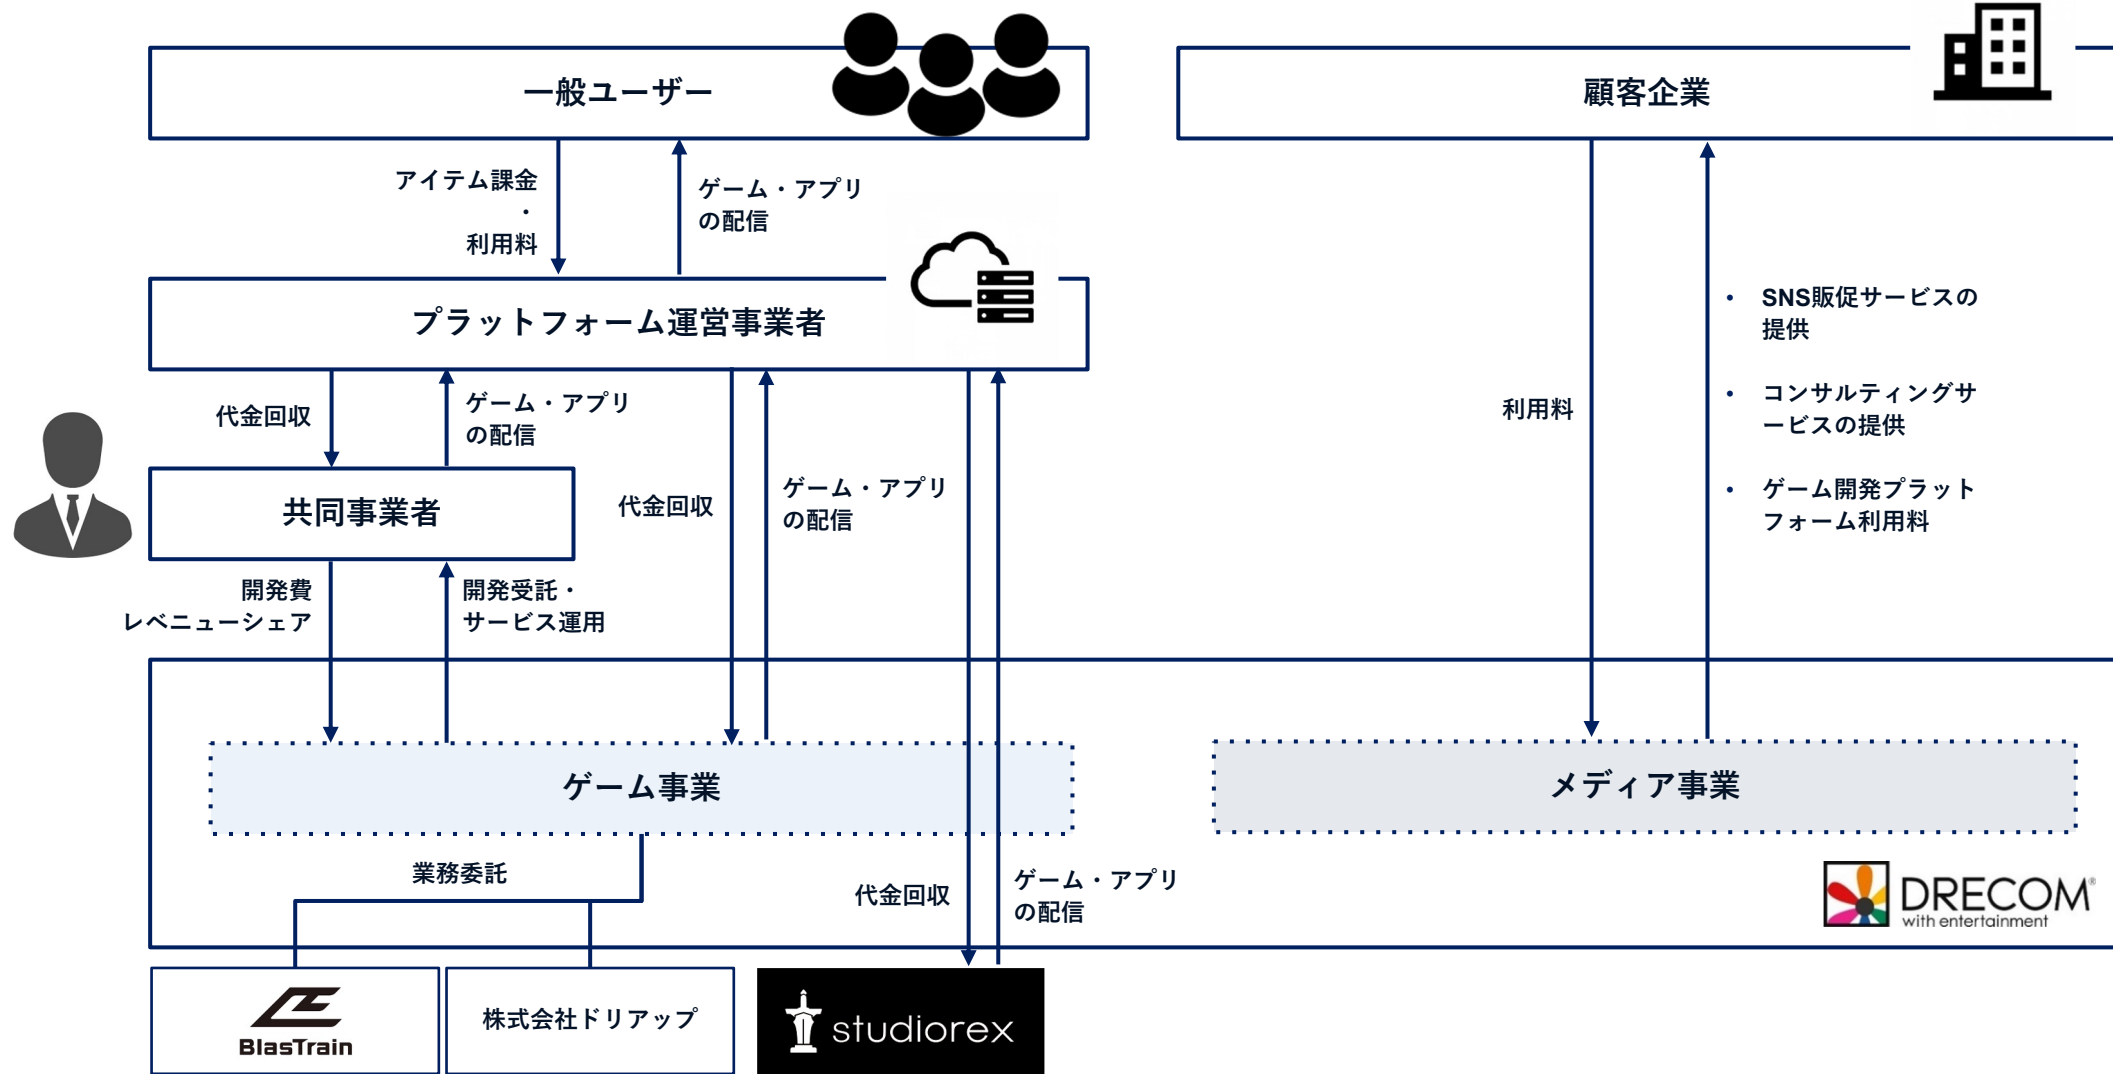 一般ユーザー
顧客企業
アイテム課金
・
利用料
ゲーム・アプリ
の配信
プラットフォーム運営事業者
代金回収
ゲーム・アプリ
の配信
共同事業者
開発費
レベニューシェア
開発受託・
サービス運用
代金回収
ゲーム・アプリ
の配信
利用料
• SNS販促サービスの
提供
• コンサルティングサ
ービスの提供
• ゲーム開発プラット
フォーム利用料
ゲーム事業
メディア事業
業務委託
代金回収
ゲーム・アプリ
の配信
DRECOM®
with entertainment
BlasTrain
株式会社ドリアップ
studiorex